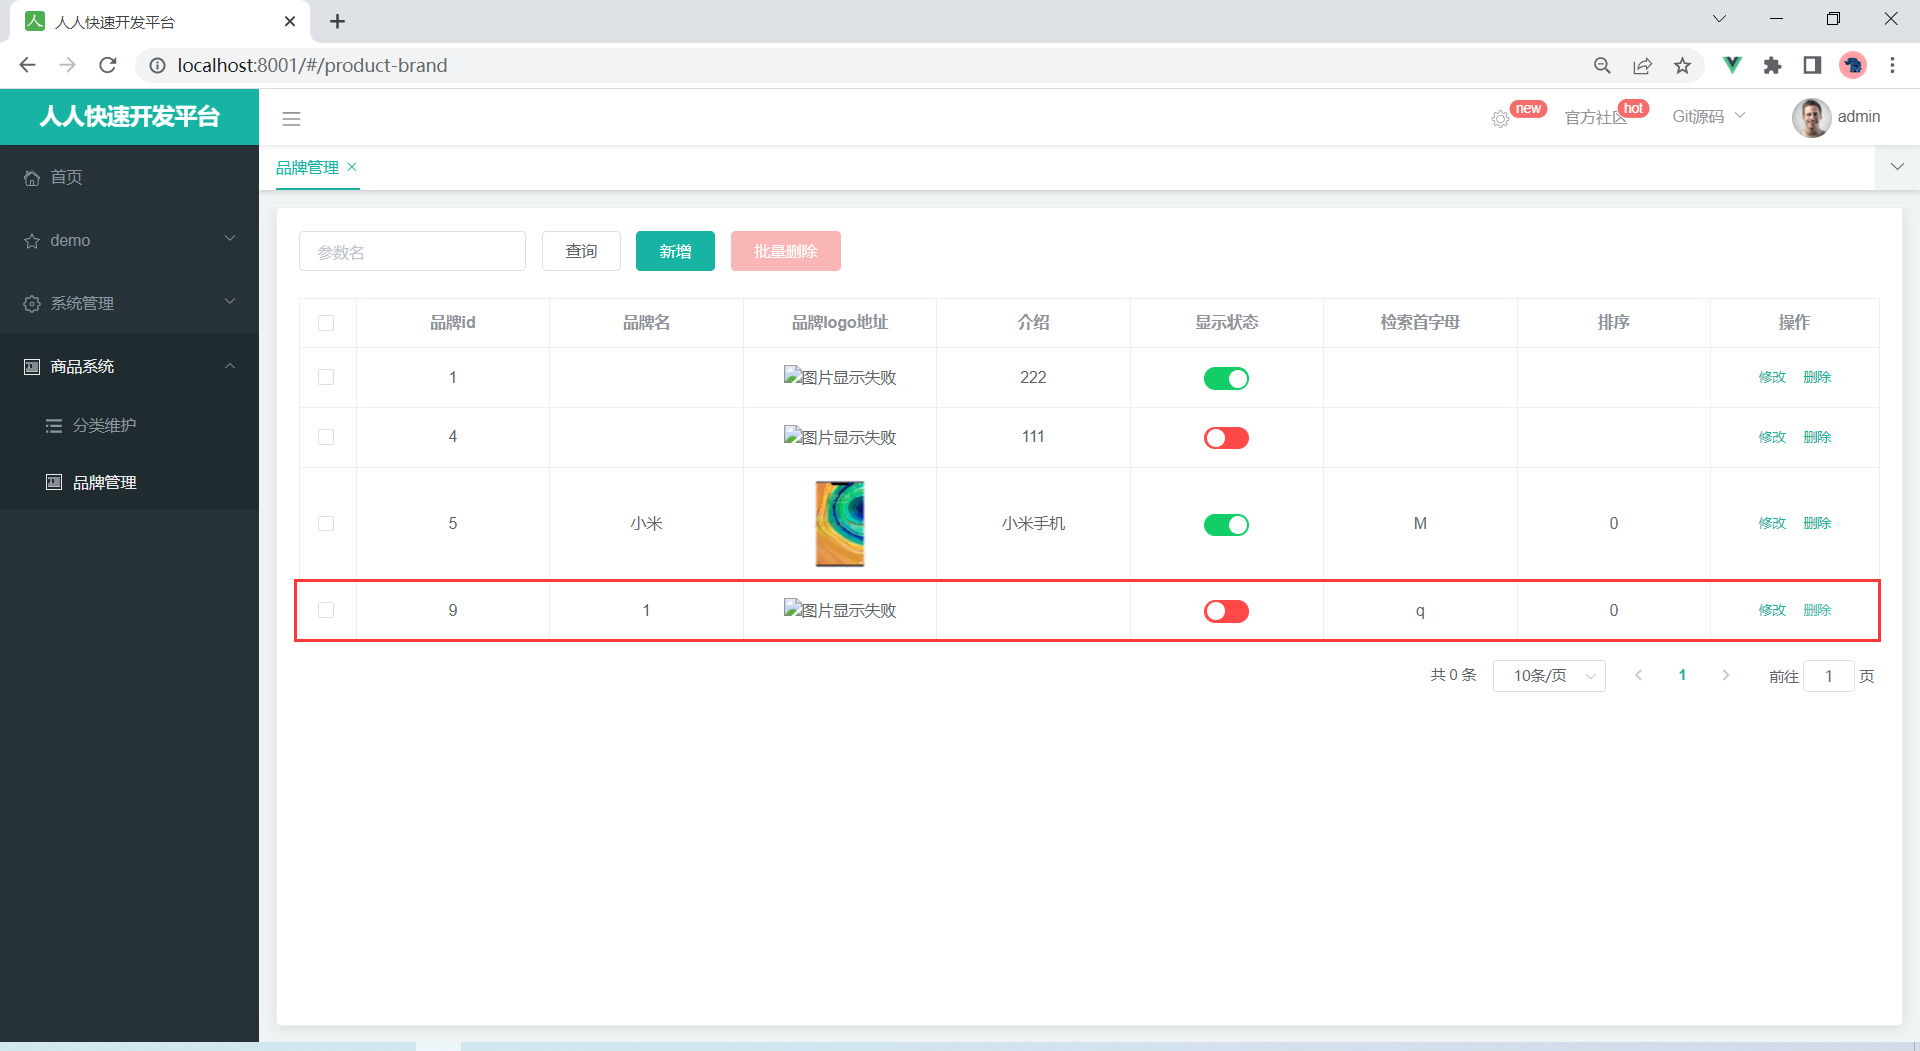 人人快速开发平台
localhost:8001/#/product-brand
人人快速开发平台
new
官方社区
hot
Git源码
admin
首页
demo
系统管理
商品系统
分类维护
品牌管理
品牌管理
参数名
查询
新增
批量删除
品牌id 品牌名 品牌logo地址 介绍 显示状态 检索首字母 排序 操作
1 图片显示失败 222 修改 删除
4 图片显示失败 111 修改 删除
5 小米 小米手机 M 0 修改 删除
9 1 图片显示失败 q 0 修改 删除
共 0 条 10条/页 1 前往 1 页